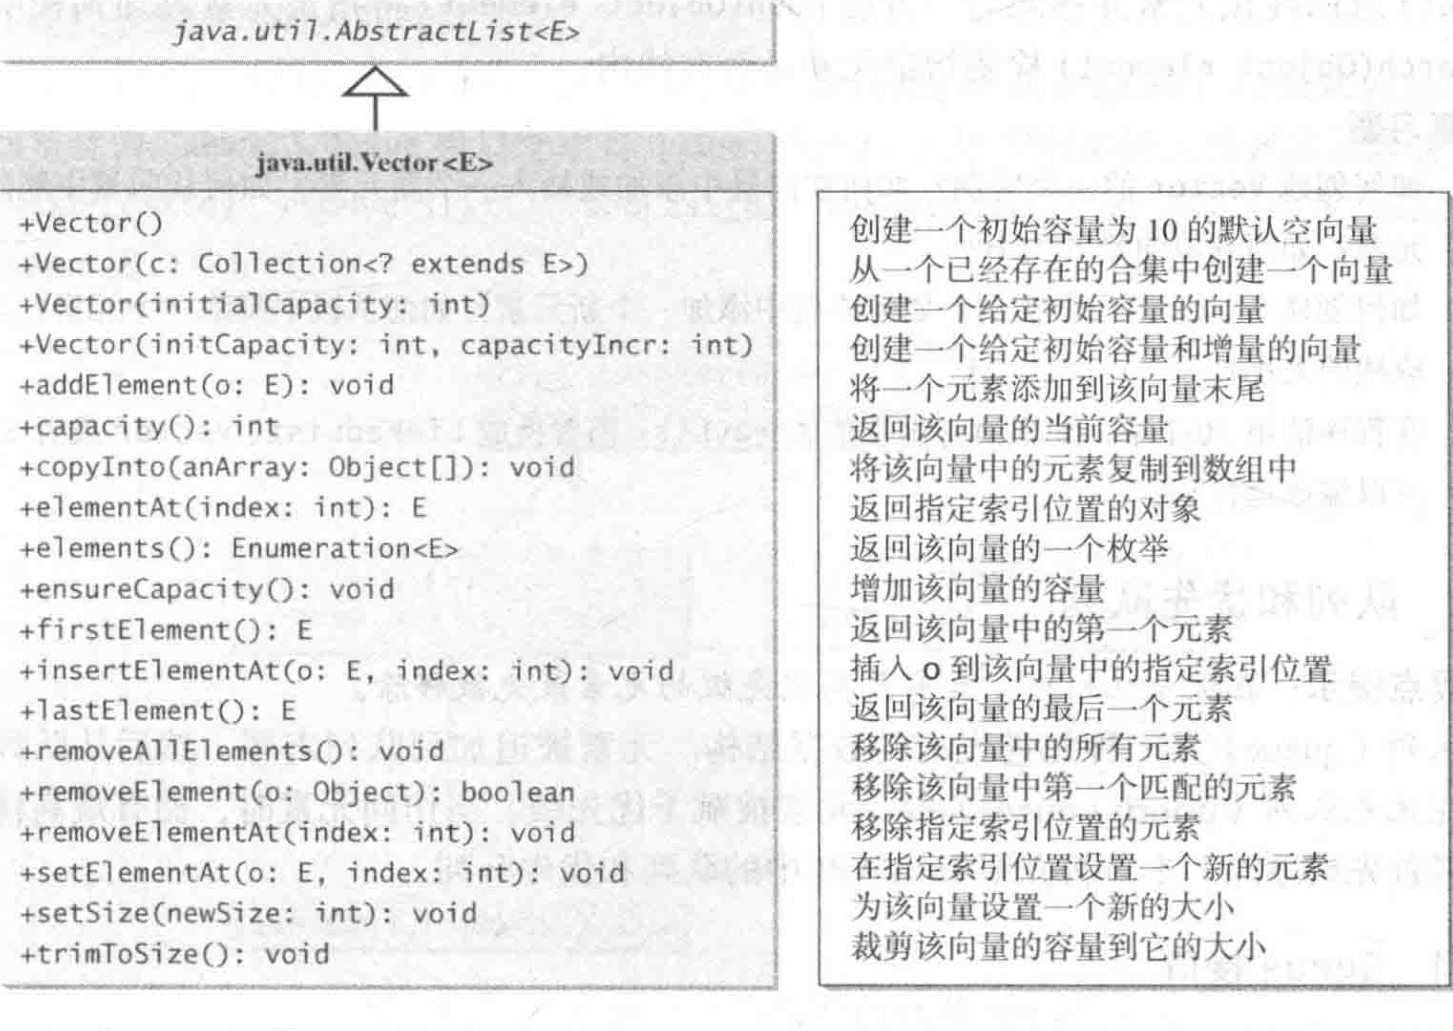 java.util.AbstractList<E>
java.util.Vector<E>
+Vector()
+Vector(c: Collection<? extends E>)
+Vector(initialCapacity: int)
+Vector(initCapacity: int, capacityIncr: int)
+addElement(o: E): void
+capacity(): int
+copyInto(anArray: Object[]): void
+elementAt(index: int): E
+elements(): Enumeration<E>
+ensureCapacity(): void
+firstElement(): E
+insertElementAt(o: E, index: int): void
+lastElement(): E
+removeAllElements(): void
+removeElement(o: Object): boolean
+removeElementAt(index: int): void
+setElementAt(o: E, index: int): void
+setSize(newSize: int): void
+trimToSize(): void
创建一个初始容量为 10 的默认空向量
从一个已经存在的合集中创建一个向量
创建一个给定初始容量的向量
创建一个给定初始容量和增量的向量
将一个元素添加到该向量末尾
返回该向量的当前容量
将该向量中的元素复制到数组中
返回指定索引位置的对象
返回该向量的一个枚举
增加该向量的容量
返回该向量中的第一个元素
插入 o 到该向量中的指定索引位置
返回该向量的最后一个元素
移除该向量中的所有元素
移除该向量中第一个匹配的元素
移除指定索引位置的元素
在指定索引位置设置一个新的元素
为该向量设置一个新的大小
裁剪该向量的容量到它的大小